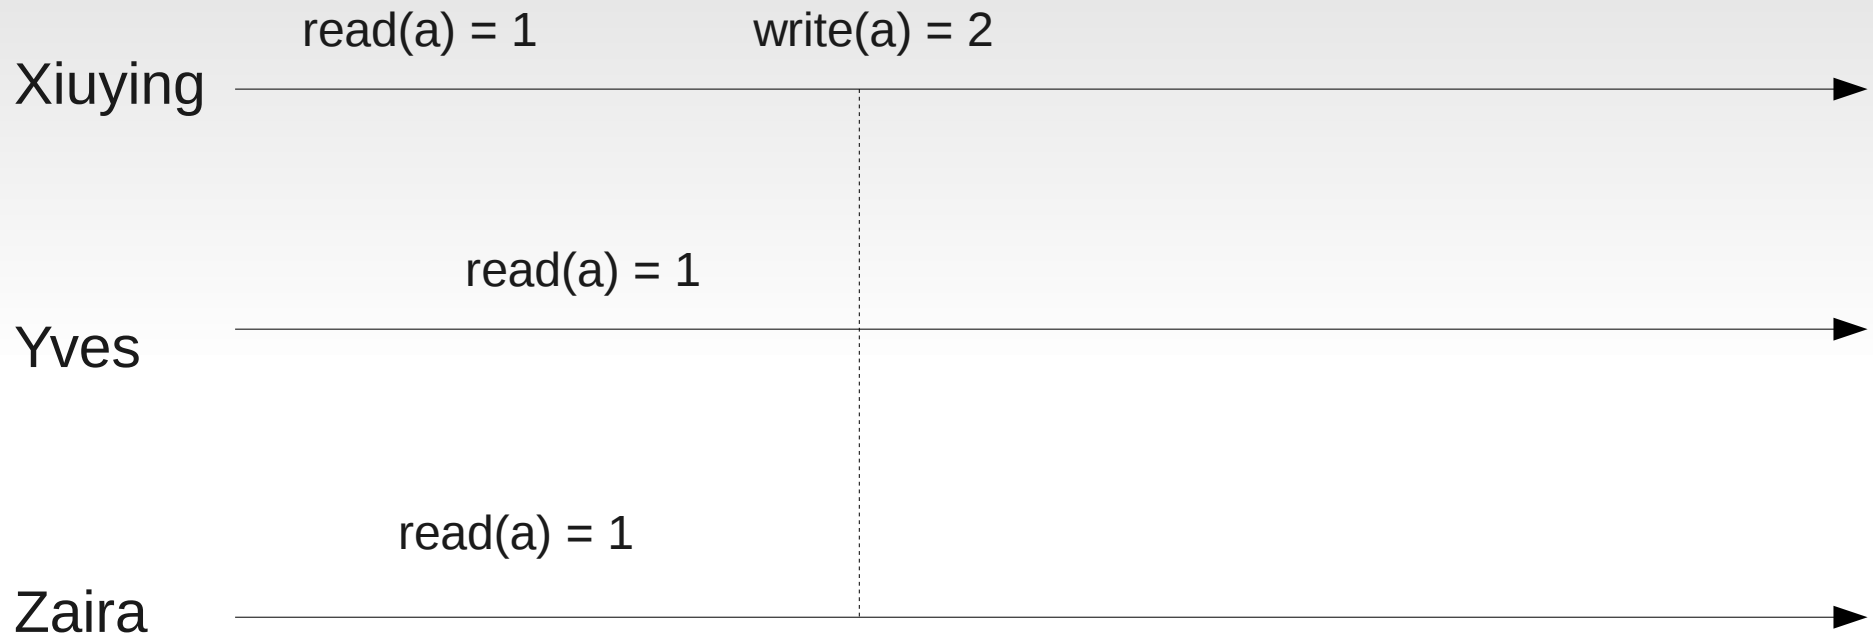 read(a) = 1 write(a) = 2
Xiuying
read(a) = 1
Yves
read(a) = 1
Zaira